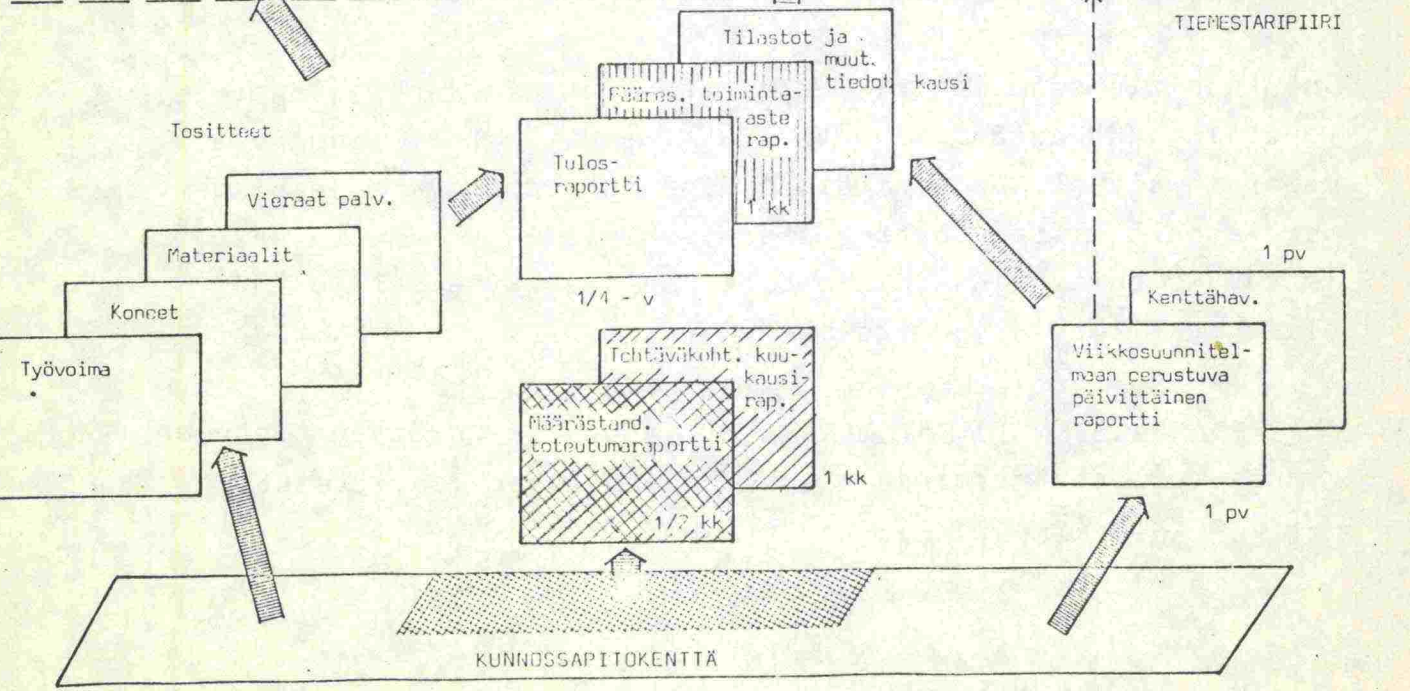 TIEMESTARIPIIRI
Tilastot ja
muut.
tiedot, kausi
Pääres. toiminta-
aste
rap.
1 kk
Tositteet
Tulos-
raportti
1/4 - v
Vieraat palv.
Materiaalit
Koneet
Työvoima
1 pv
Kenttähav.
Viikkosuunnitel-
maan perustuva
päivittäinen
raportti
1 pv
Tehtäväkoht. kuu-
kausi-
rap.
1 kk
Määrästand.
toteutumaraportti
1/2 kk
KUNNOSSAPITOKENTTÄ